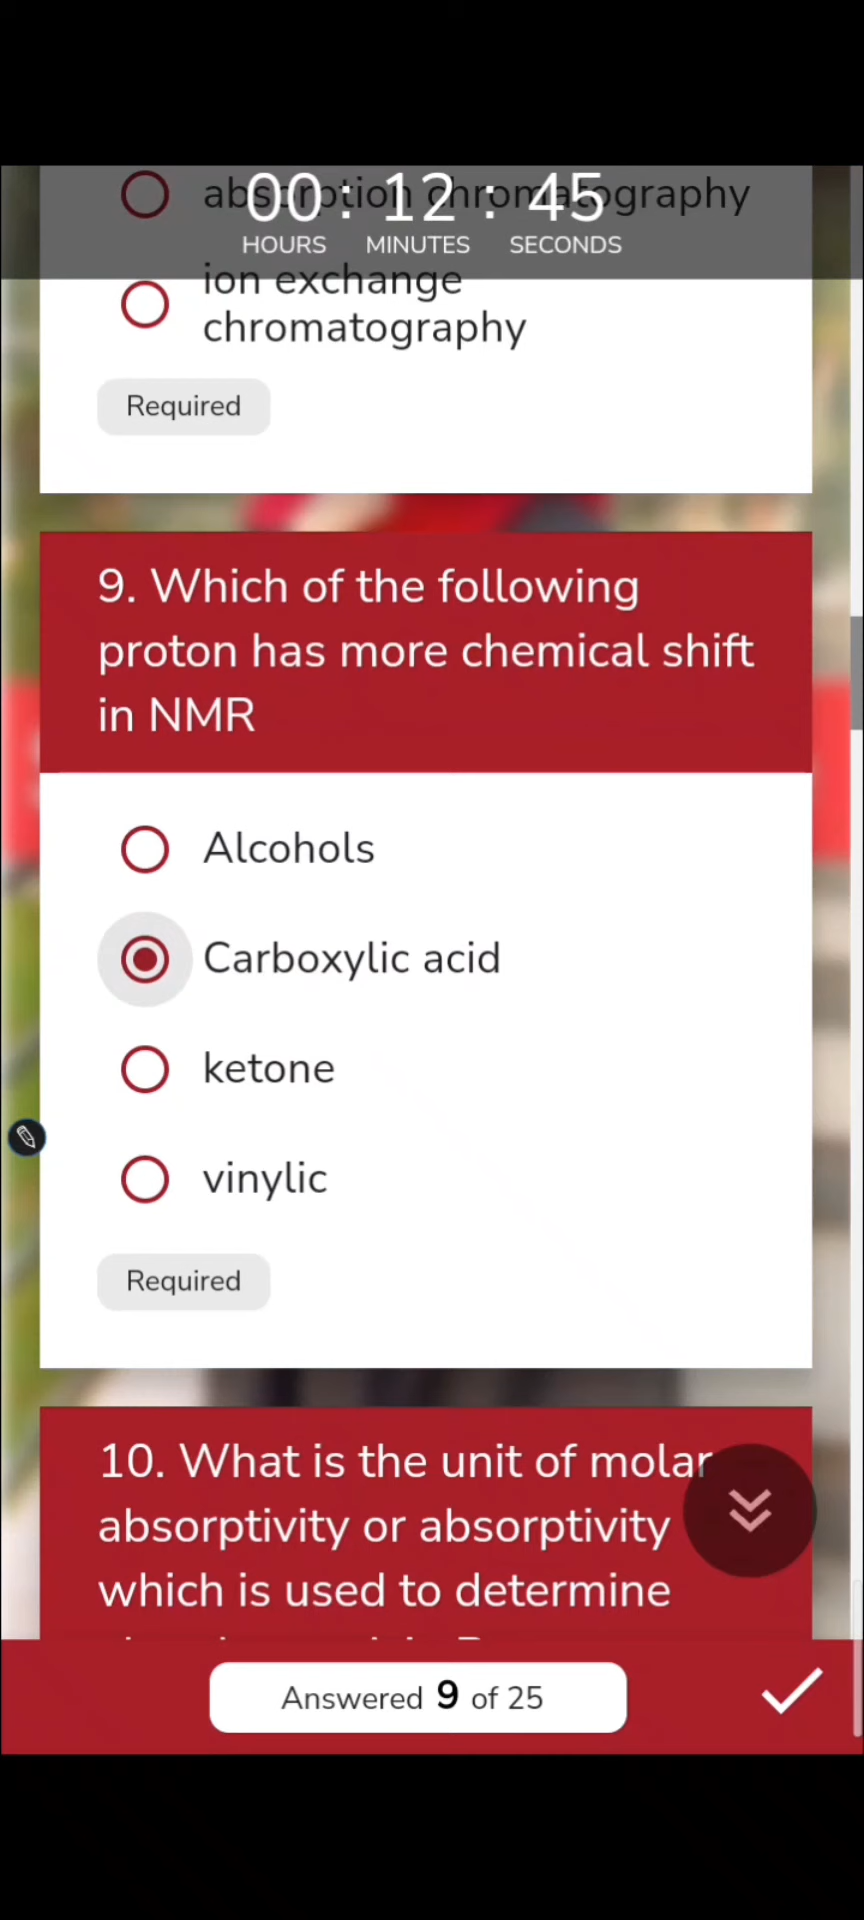 00 : 12 : 45
absorption chromatography
HOURS MINUTES SECONDS
ion exchange
chromatography
Required
9. Which of the following
proton has more chemical shift
in NMR
Alcohols
Carboxylic acid
ketone
vinylic
Required
10. What is the unit of molar
absorptivity or absorptivity
which is used to determine
Answered 9 of 25